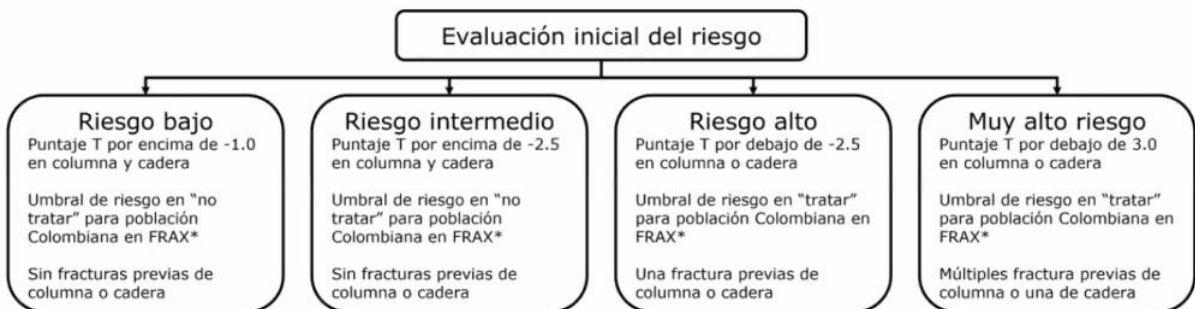 Evaluación inicial del riesgo
Riesgo bajo
Puntaje T por encima de -1.0
en columna y cadera
Umbral de riesgo en “no
tratar” para población
Colombiana en FRAX*
Sin fracturas previas de
columna o cadera
Riesgo intermedio
Puntaje T por encima de -2.5
en columna y cadera
Umbral de riesgo en “no
tratar” para población
Colombiana en FRAX*
Sin fracturas previas de
columna o cadera
Riesgo alto
Puntaje T por debajo de -2.5
en columna o cadera
Umbral de riesgo en “tratar”
para población Colombiana en
FRAX*
Una fractura previas de
columna o cadera
Muy alto riesgo
Puntaje T por debajo de 3.0
en columna o cadera
Umbral de riesgo en “tratar”
para población Colombiana en
FRAX*
Múltiples fractura previas de
columna o una de cadera